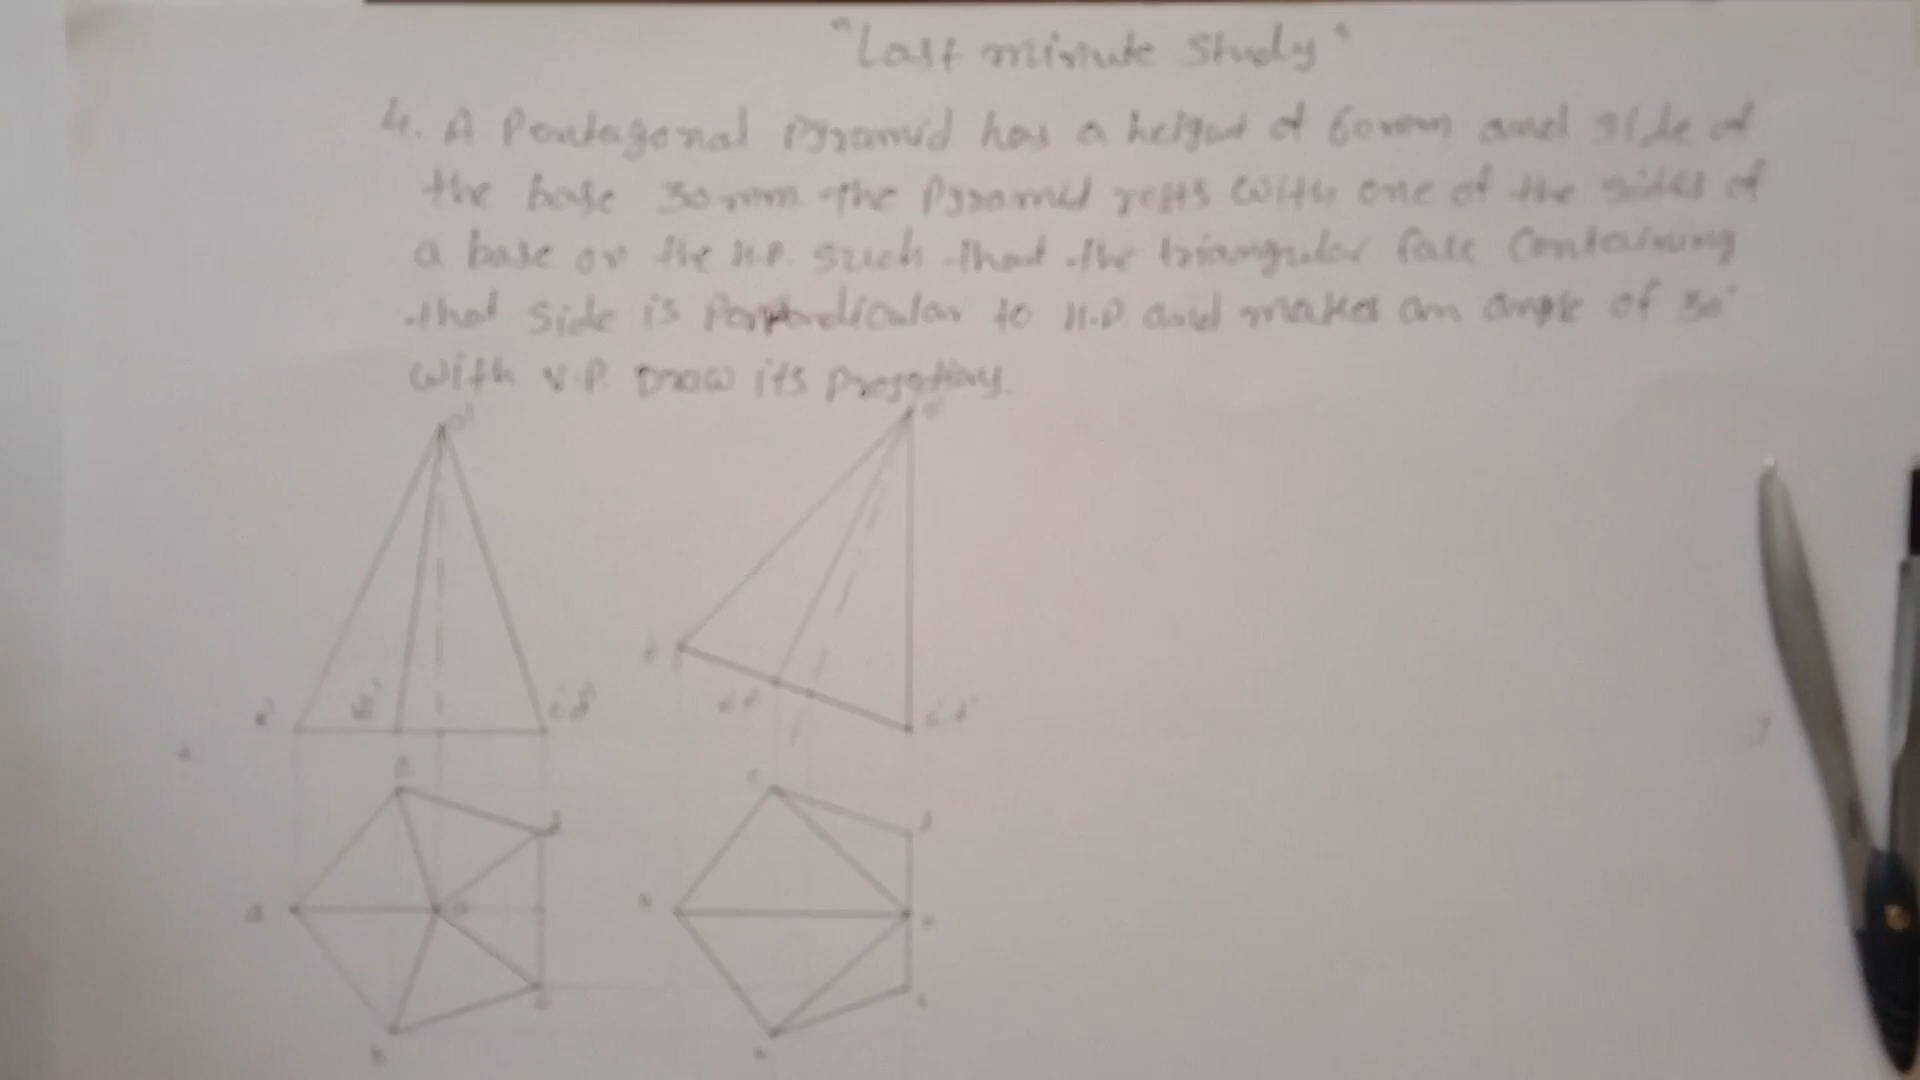 "Last minute Study"
4. A Pentagonal Pyramid has a height of 60mm and side of
the base 30mm the Pyramid rests with one of the sides of
a base on the H.P. such that the triangular face Containing
that side is Perpendicular to H.P and makes an angle of 30°
with V.P Draw its
o'
a' c'd'
e
a o d
c
b
c'd'